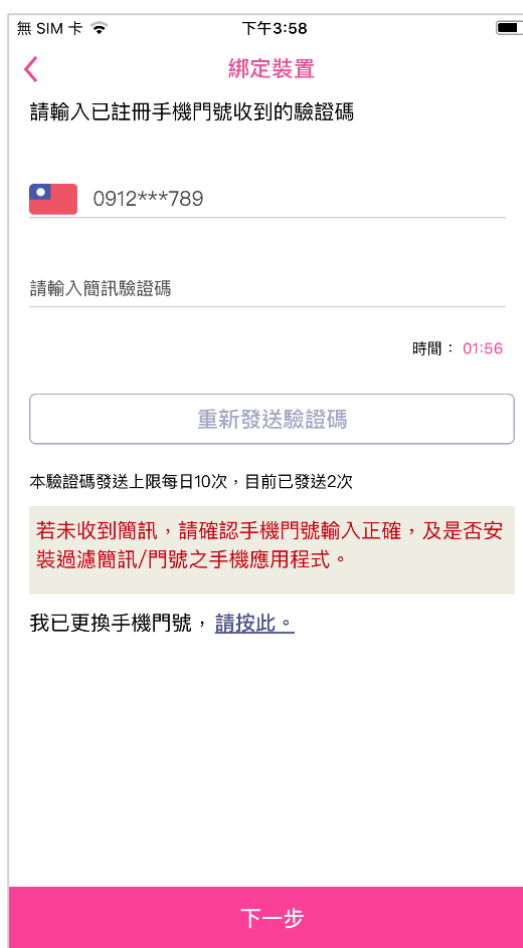 無 SIM 卡 下午3:58
綁定裝置
請輸入已註冊手機門號收到的驗證碼
0912***789
請輸入簡訊驗證碼
時間： 01:56
重新發送驗證碼
本驗證碼發送上限每日10次，目前已發送2次
若未收到簡訊，請確認手機門號輸入正確，及是否安
裝過濾簡訊/門號之手機應用程式。
我已更換手機門號，請按此。
下一步